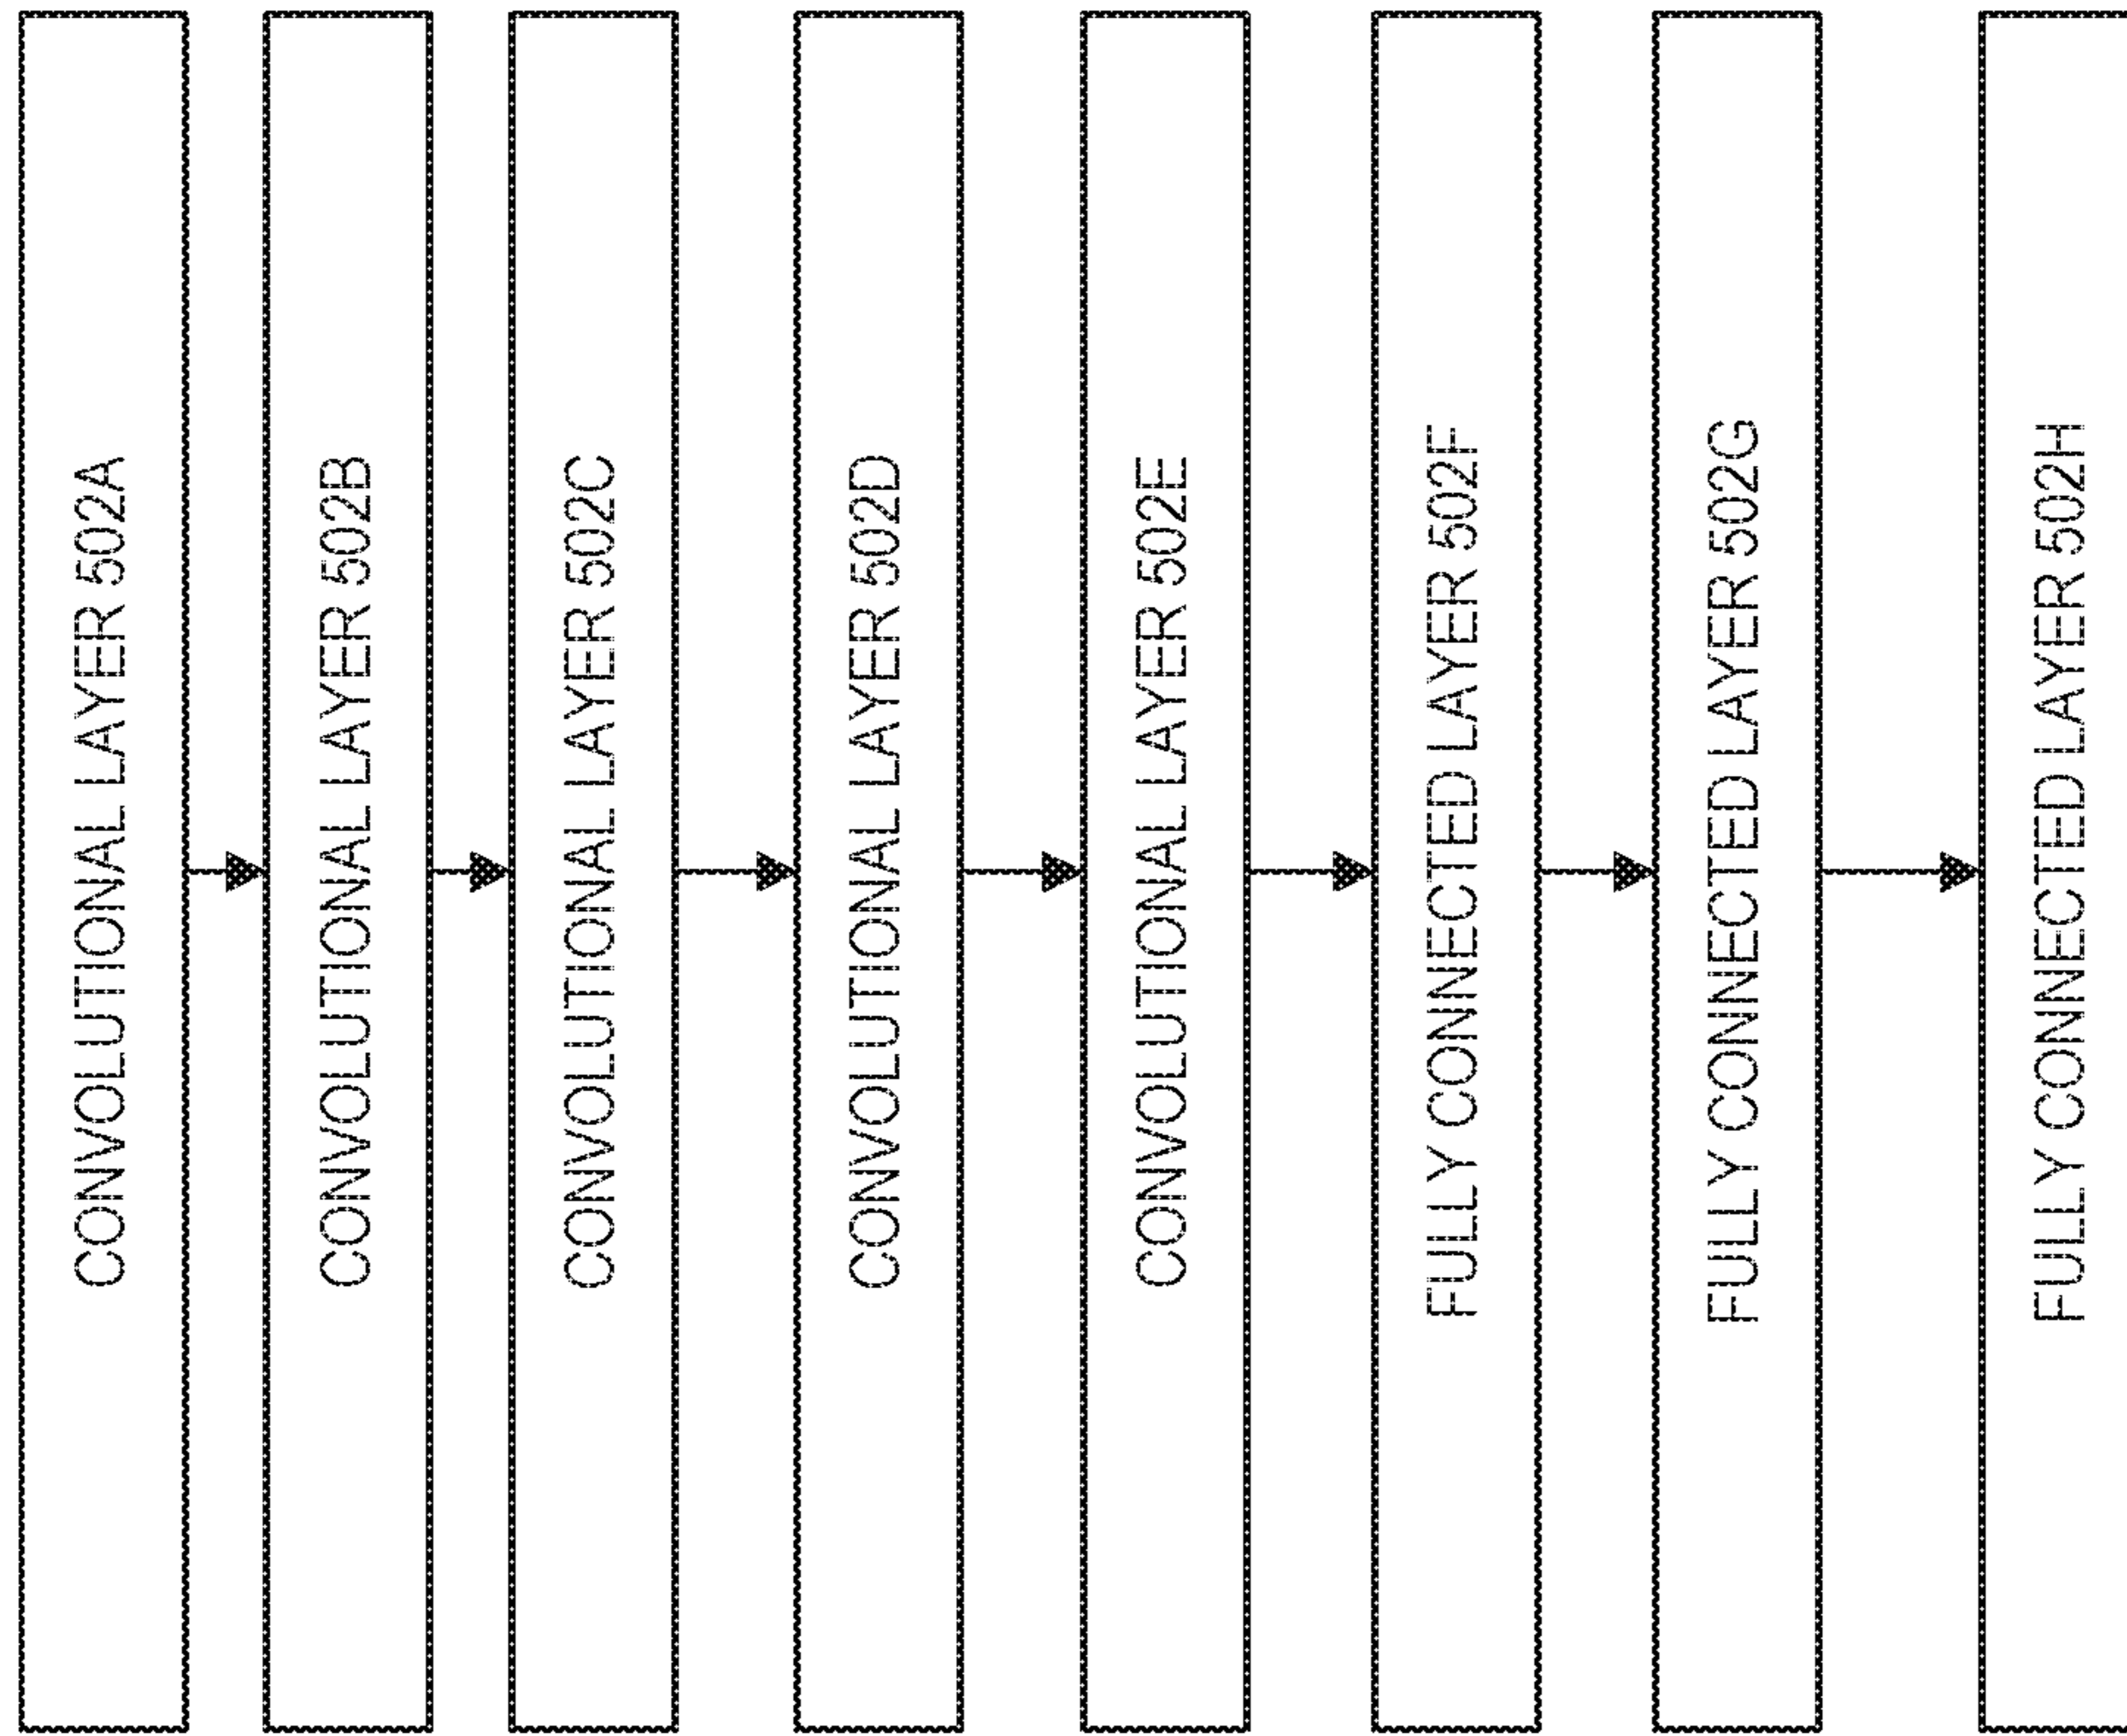 CONVOLUTIONAL LAYER 502A
CONVOLUTIONAL LAYER 502B
CONVOLUTIONAL LAYER 502C
CONVOLUTIONAL LAYER 502D
CONVOLUTIONAL LAYER 502E
FULLY CONNECTED LAYER 502F
FULLY CONNECTED LAYER 502G
FULLY CONNECTED LAYER 502H